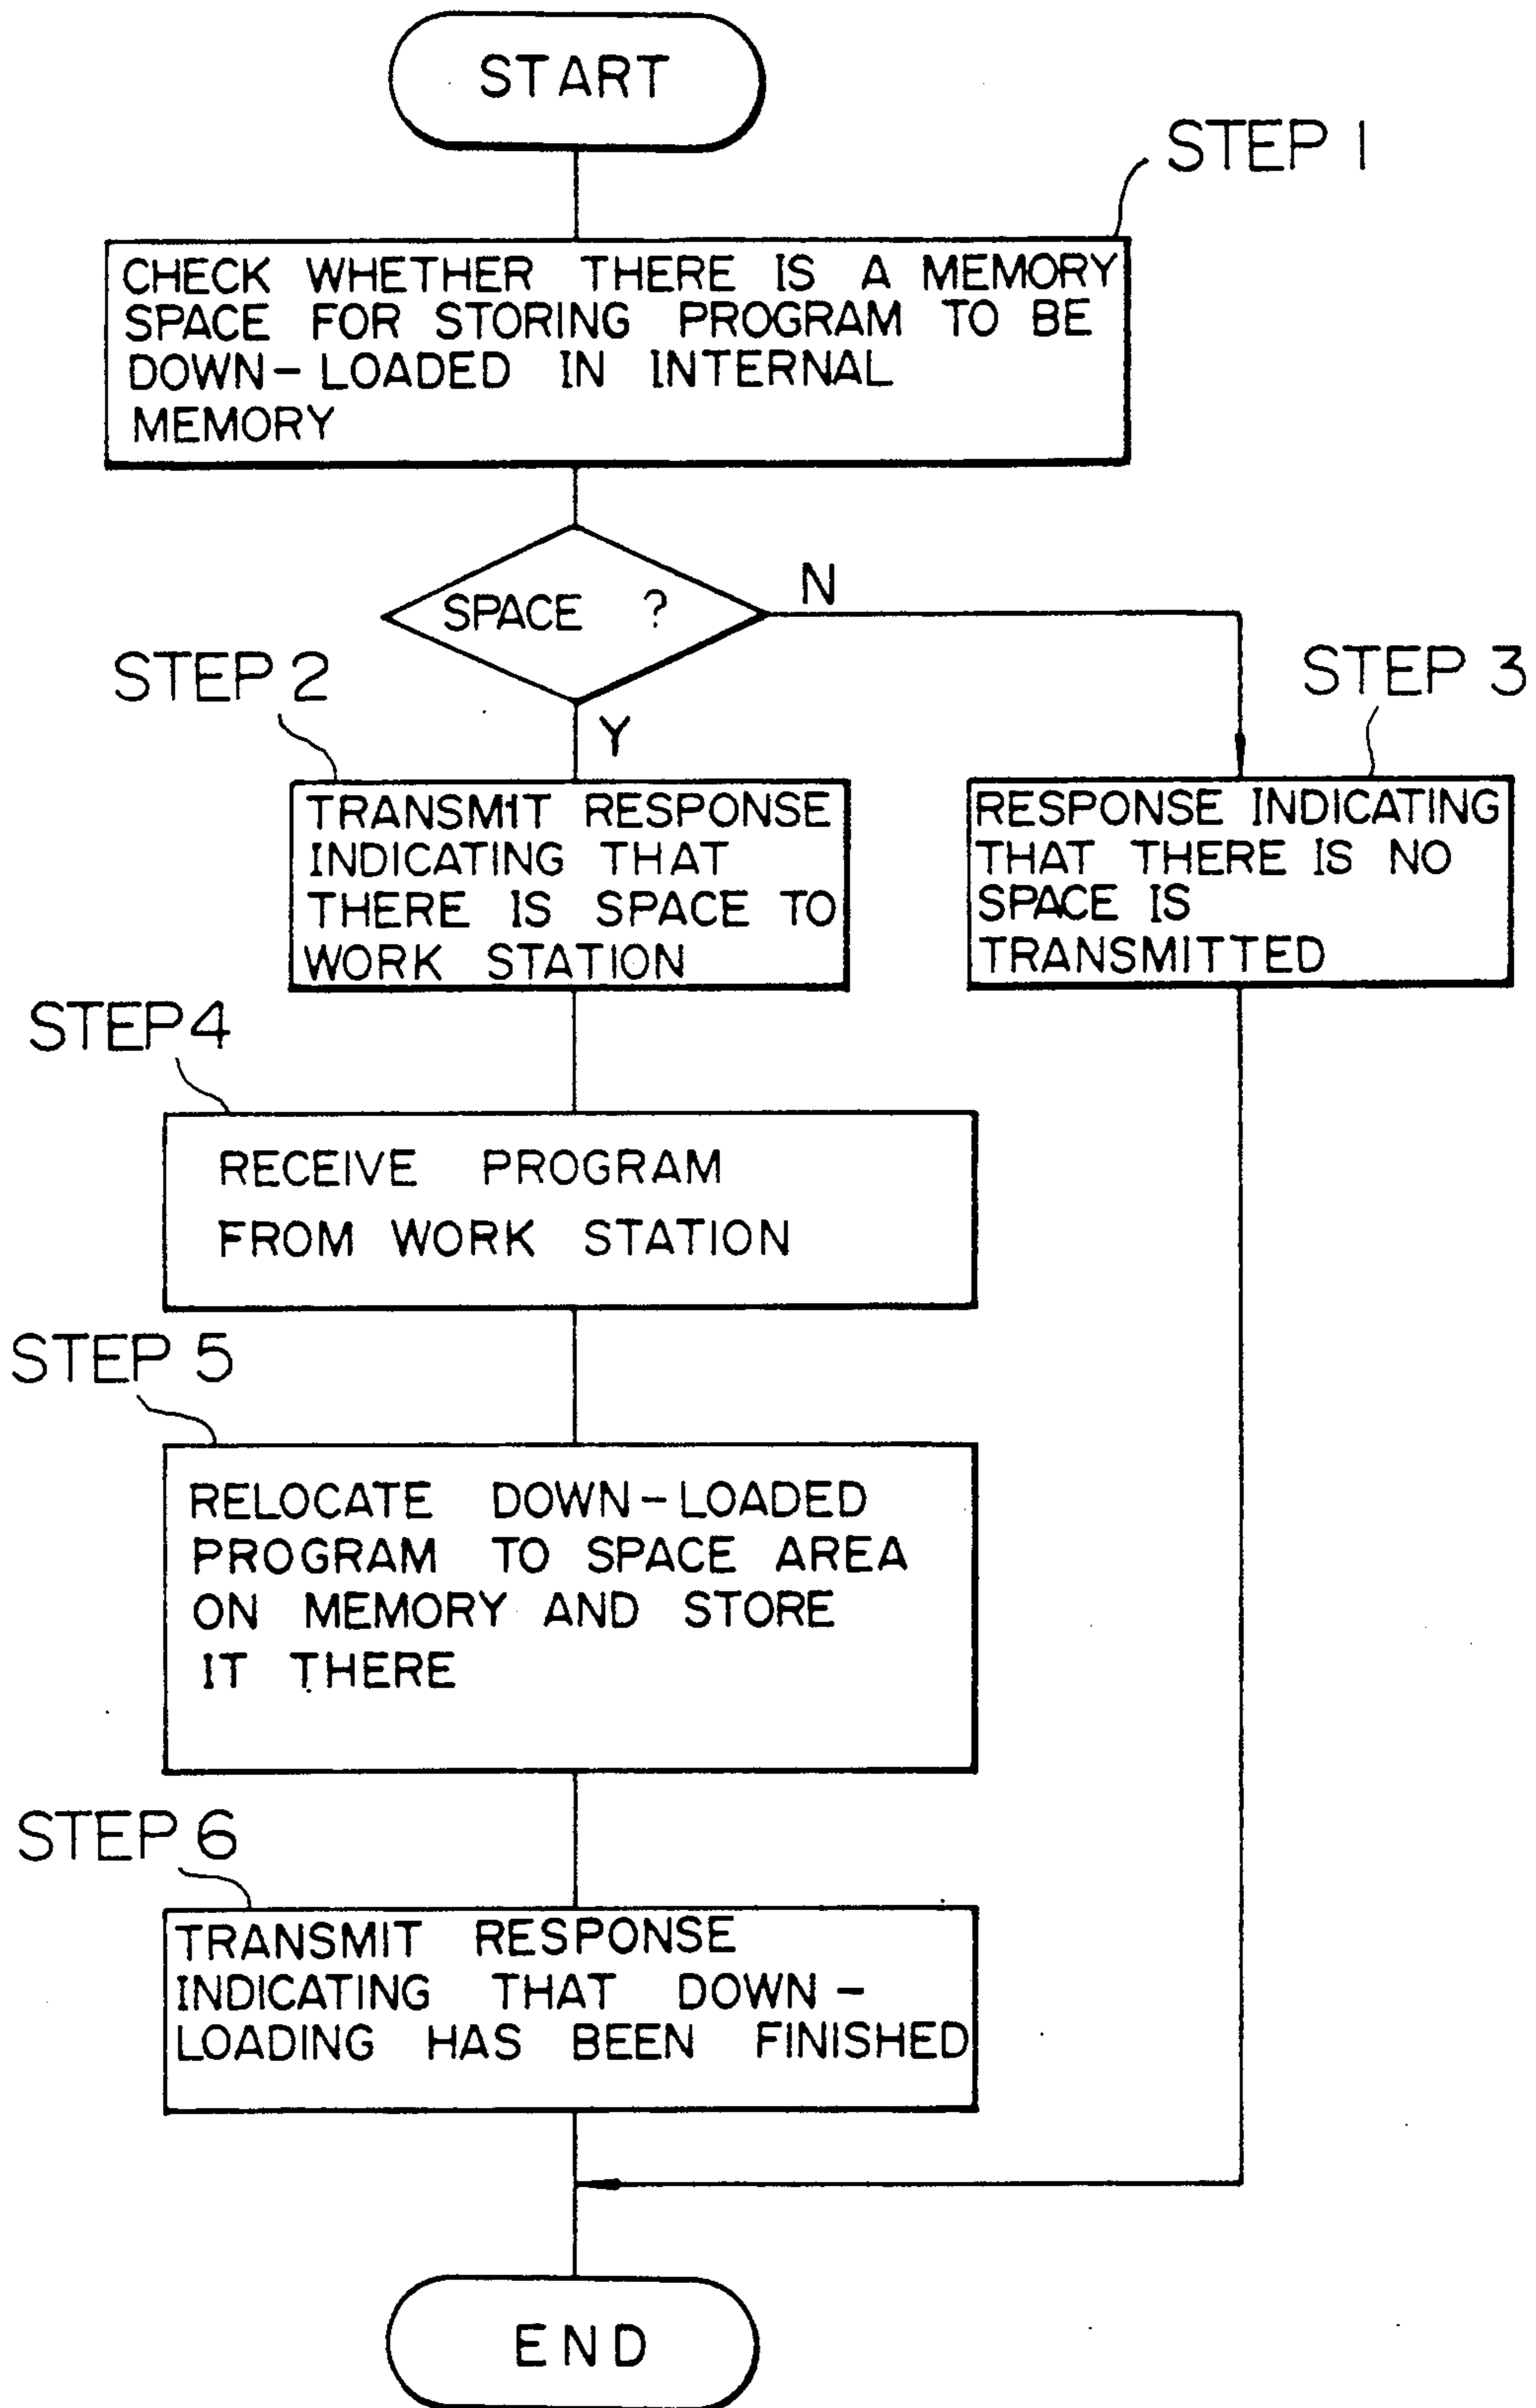 START
STEP 1
CHECK WHETHER THERE IS A MEMORY
SPACE FOR STORING PROGRAM TO BE
DOWN-LOADED IN INTERNAL
MEMORY
SPACE ?
N
Y
STEP 2
TRANSMIT RESPONSE
INDICATING THAT
THERE IS SPACE TO
WORK STATION
STEP 3
RESPONSE INDICATING
THAT THERE IS NO
SPACE IS
TRANSMITTED
STEP4
RECEIVE PROGRAM
FROM WORK STATION
STEP 5
RELOCATE DOWN-LOADED
PROGRAM TO SPACE AREA
ON MEMORY AND STORE
IT THERE
STEP 6
TRANSMIT RESPONSE
INDICATING THAT DOWN-
LOADING HAS BEEN FINISHED
END